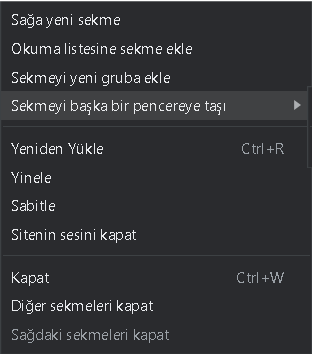 Sağa yeni sekme
Okuma listesine sekme ekle
Sekmeyi yeni gruba ekle
Sekmeyi başka bir pencereye taşı
Yeniden Yükle Ctrl+R
Yinele
Sabitle
Sitenin sesini kapat
Kapat Ctrl+W
Diğer sekmeleri kapat
Sağdaki sekmeleri kapat